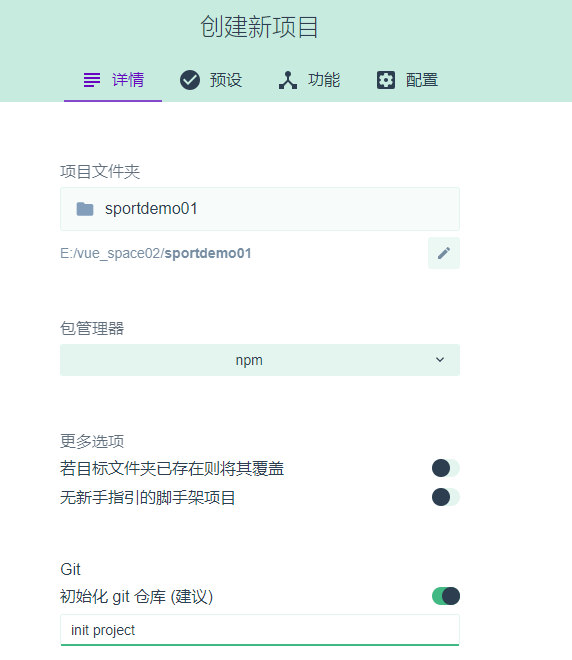 创建新项目
详情 预设 功能 配置
项目文件夹
sportdemo01
E:/vue_space02/sportdemo01
包管理器
npm
更多选项
若目标文件夹已存在则将其覆盖
无新手指引的脚手架项目
Git
初始化 git 仓库 (建议)
init project